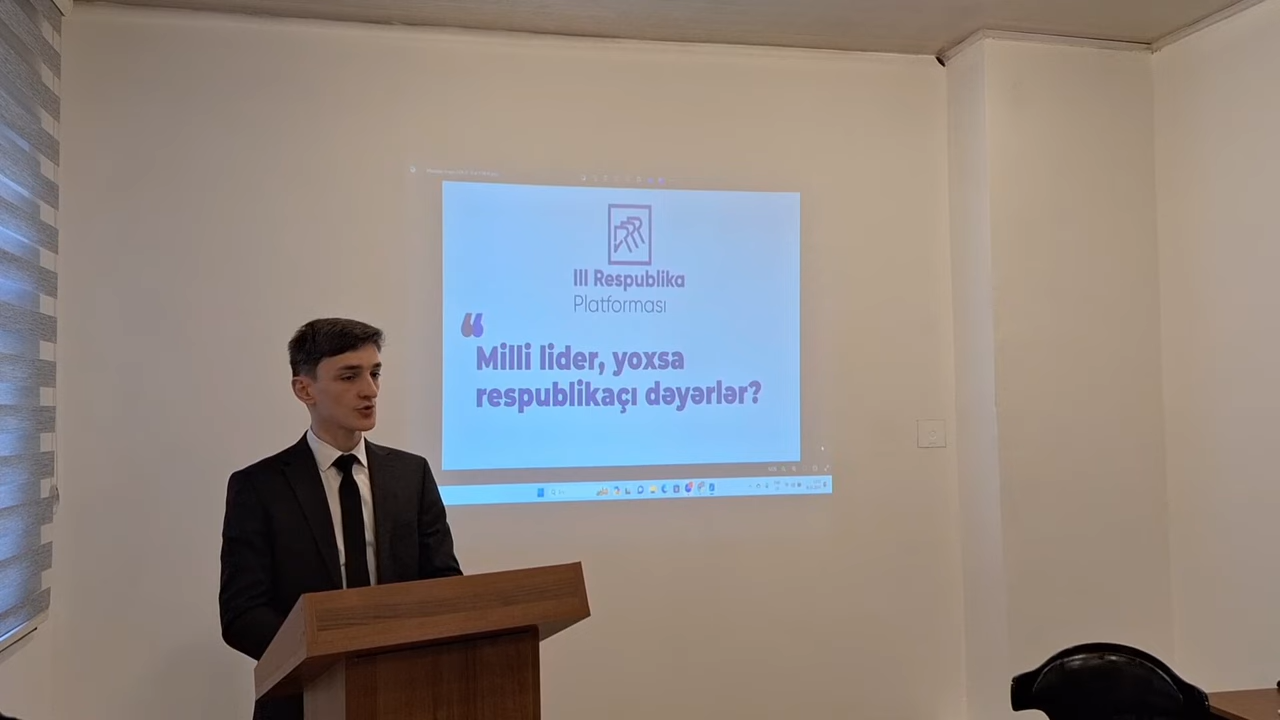 III Respublika
Platforması
“
Milli lider, yoxsa
respublikaçı dəyərlər?